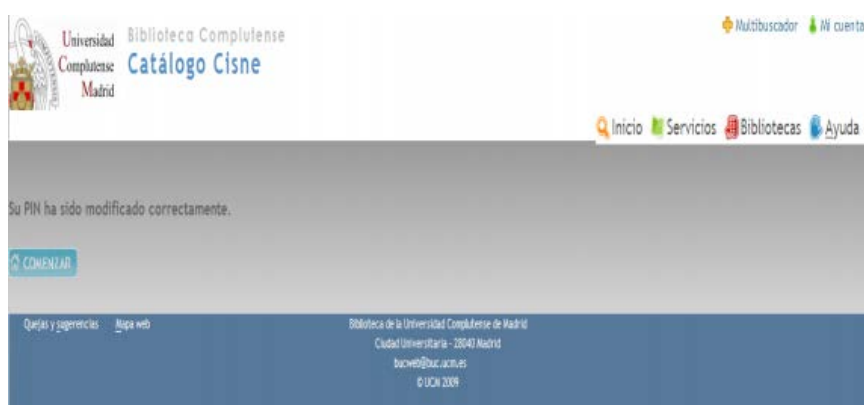 Universidad
Complutense
Madrid
Biblioteca Complutense
Catálogo Cisne
Multibuscador Mi cuenta
Inicio Servicios Bibliotecas Ayuda
Su PIN ha sido modificado correctamente.
COMENZAR
Quejas y sugerencias Mapa web
Biblioteca de la Universidad Complutense de Madrid
Ciudad Universitaria - 28040 Madrid
bucweb@buc.ucm.es
© UCM 2009